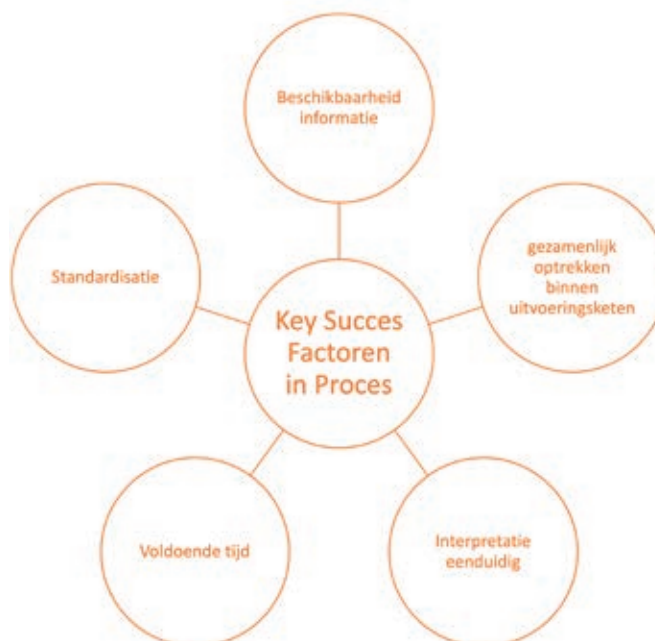 Beschikbaarheid
informatie
gezamenlijk
optrekken
binnen
uitvoeringsketen
Standardisatie
Key Succes
Factoren
in Proces
Voldoende tijd
Interpretatie
eenduidig